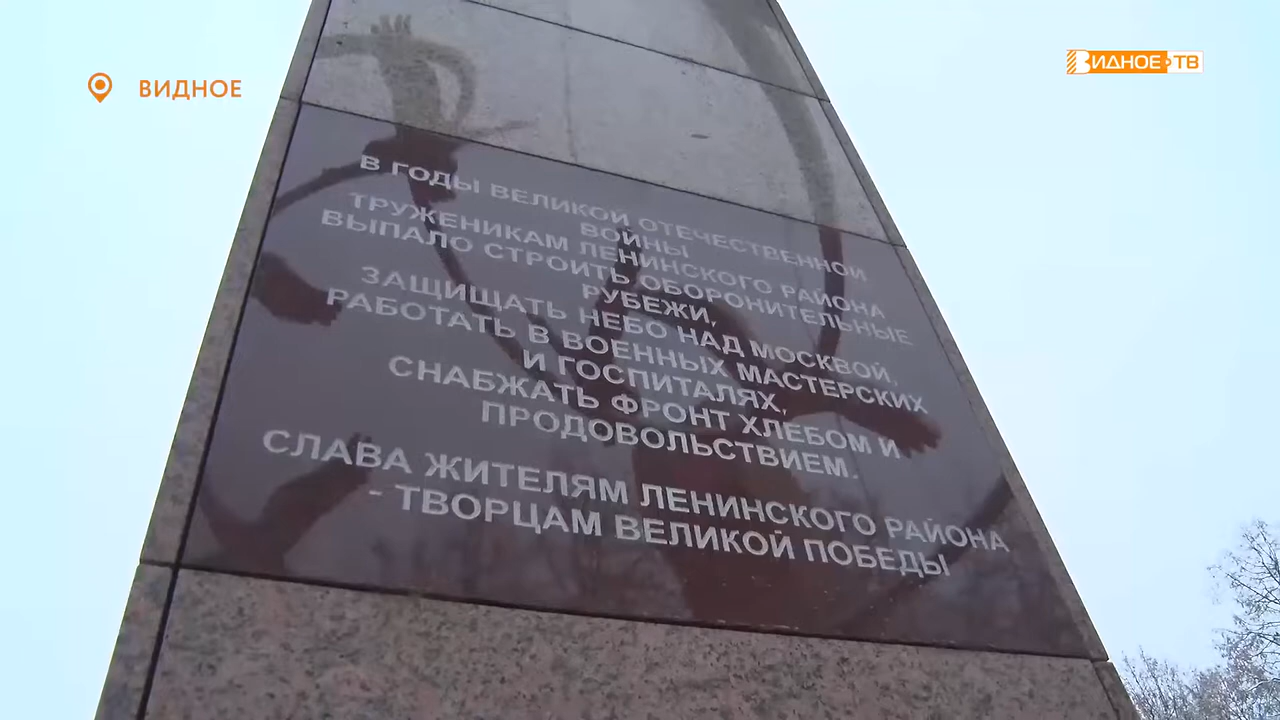 ВИДНОЕ
ВИДНОЕ ТВ
В ГОДЫ ВЕЛИКОЙ ОТЕЧЕСТВЕННОЙ
ВОЙНЫ
ТРУЖЕНИКАМ ЛЕНИНСКОГО РАЙОНА
ВЫПАЛО СТРОИТЬ ОБОРОНИТЕЛЬНЫЕ
РУБЕЖИ,
ЗАЩИЩАТЬ НЕБО НАД МОСКВОЙ,
РАБОТАТЬ В ВОЕННЫХ МАСТЕРСКИХ
И ГОСПИТАЛЯХ,
СНАБЖАТЬ ФРОНТ ХЛЕБОМ И
ПРОДОВОЛЬСТВИЕМ.
СЛАВА ЖИТЕЛЯМ ЛЕНИНСКОГО РАЙОНА
- ТВОРЦАМ ВЕЛИКОЙ ПОБЕДЫ